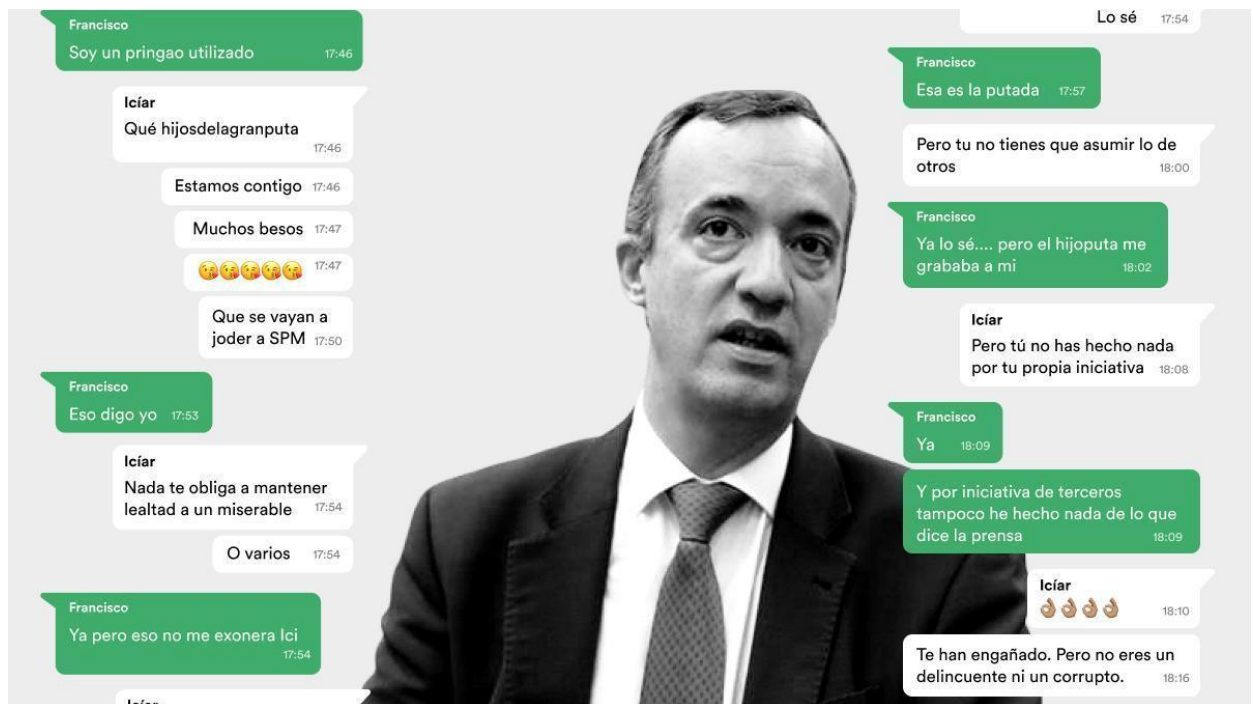 Francisco
Soy un pringao utilizado 17:46
Icíar
Qué hijosdelagranputa
17:46
Estamos contigo 17:46
Muchos besos 17:47
😘😘😘😘😘 17:47
Que se vayan a
joder a SPM 17:50
Francisco
Eso digo yo 17:53
Icíar
Nada te obliga a mantener
lealtad a un miserable 17:54
O varios 17:54
Francisco
Ya pero eso no me exonera Ici
17:54
Icíar
Lo sé 17:54
Francisco
Esa es la putada 17:57
Pero tu no tienes que asumir lo de
otros 18:00
Francisco
Ya lo sé.... pero el hijoputa me
grababa a mi 18:02
Icíar
Pero tú no has hecho nada
por tu propia iniciativa 18:08
Francisco
Ya 18:09
Y por iniciativa de terceros
tampoco he hecho nada de lo que
dice la prensa 18:09
Icíar
👌🏽👌🏽👌🏽👌🏽 18:10
Te han engañado. Pero no eres un
delincuente ni un corrupto. 18:16